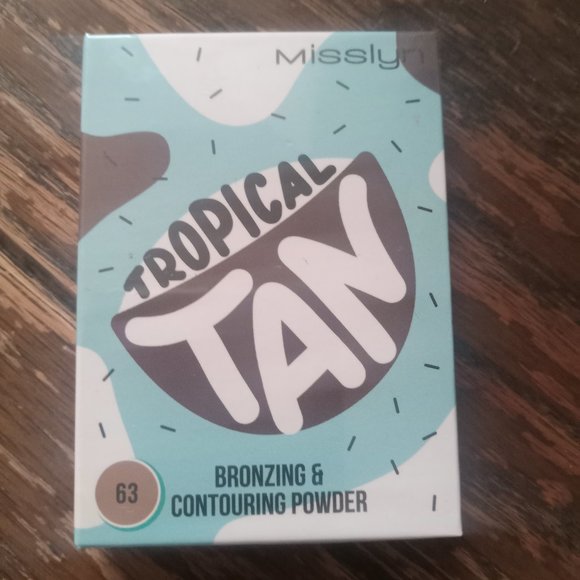 Misslyn
TROPICAL
TAN
63
BRONZING &
CONTOURING POWDER